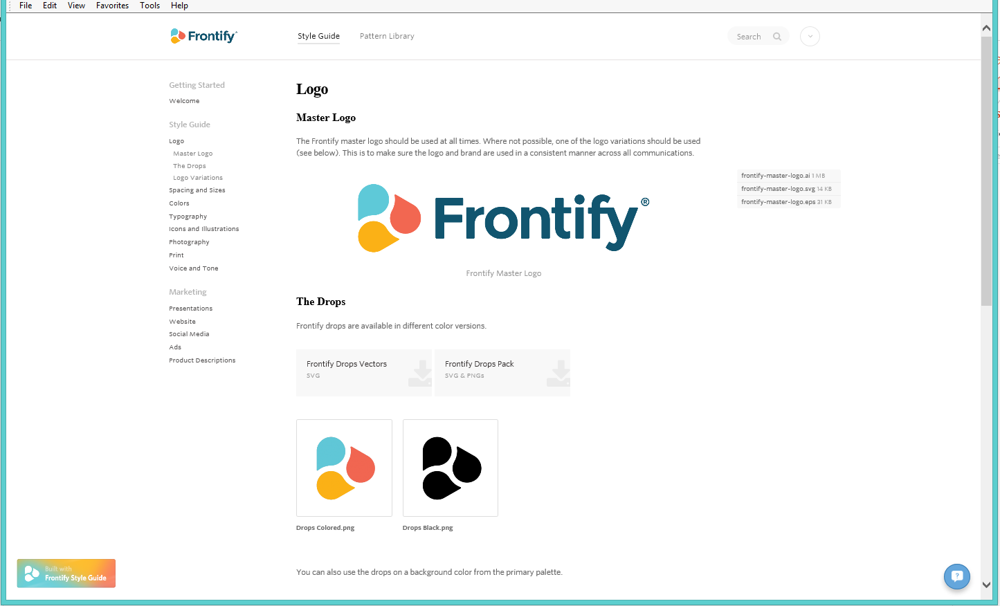 File Edit View Favorites Tools Help
Frontify
Style Guide
Pattern Library
Search
Getting Started
Welcome
Style Guide
Logo
Master Logo
The Drops
Logo Variations
Spacing and Sizes
Colors
Typography
Icons and Illustrations
Photography
Print
Voice and Tone
Marketing
Presentations
Website
Social Media
Ads
Product Descriptions
Logo
Master Logo
The Frontify master logo should be used at all times. Where not possible, one of the logo variations should be used
(see below). This is to make sure the logo and brand are used in a consistent manner across all communications.
frontify-master-logo.ai 1 MB
frontify-master-logo.svg 14 KB
frontify-master-logo.eps 31 KB
Frontify®
Frontify Master Logo
The Drops
Frontify drops are available in different color versions.
Frontify Drops Vectors
SVG
Frontify Drops Pack
SVG & PNGs
Drops Colored.png
Drops Black.png
You can also use the drops on a background color from the primary palette.
Built with
Frontify Style Guide
?